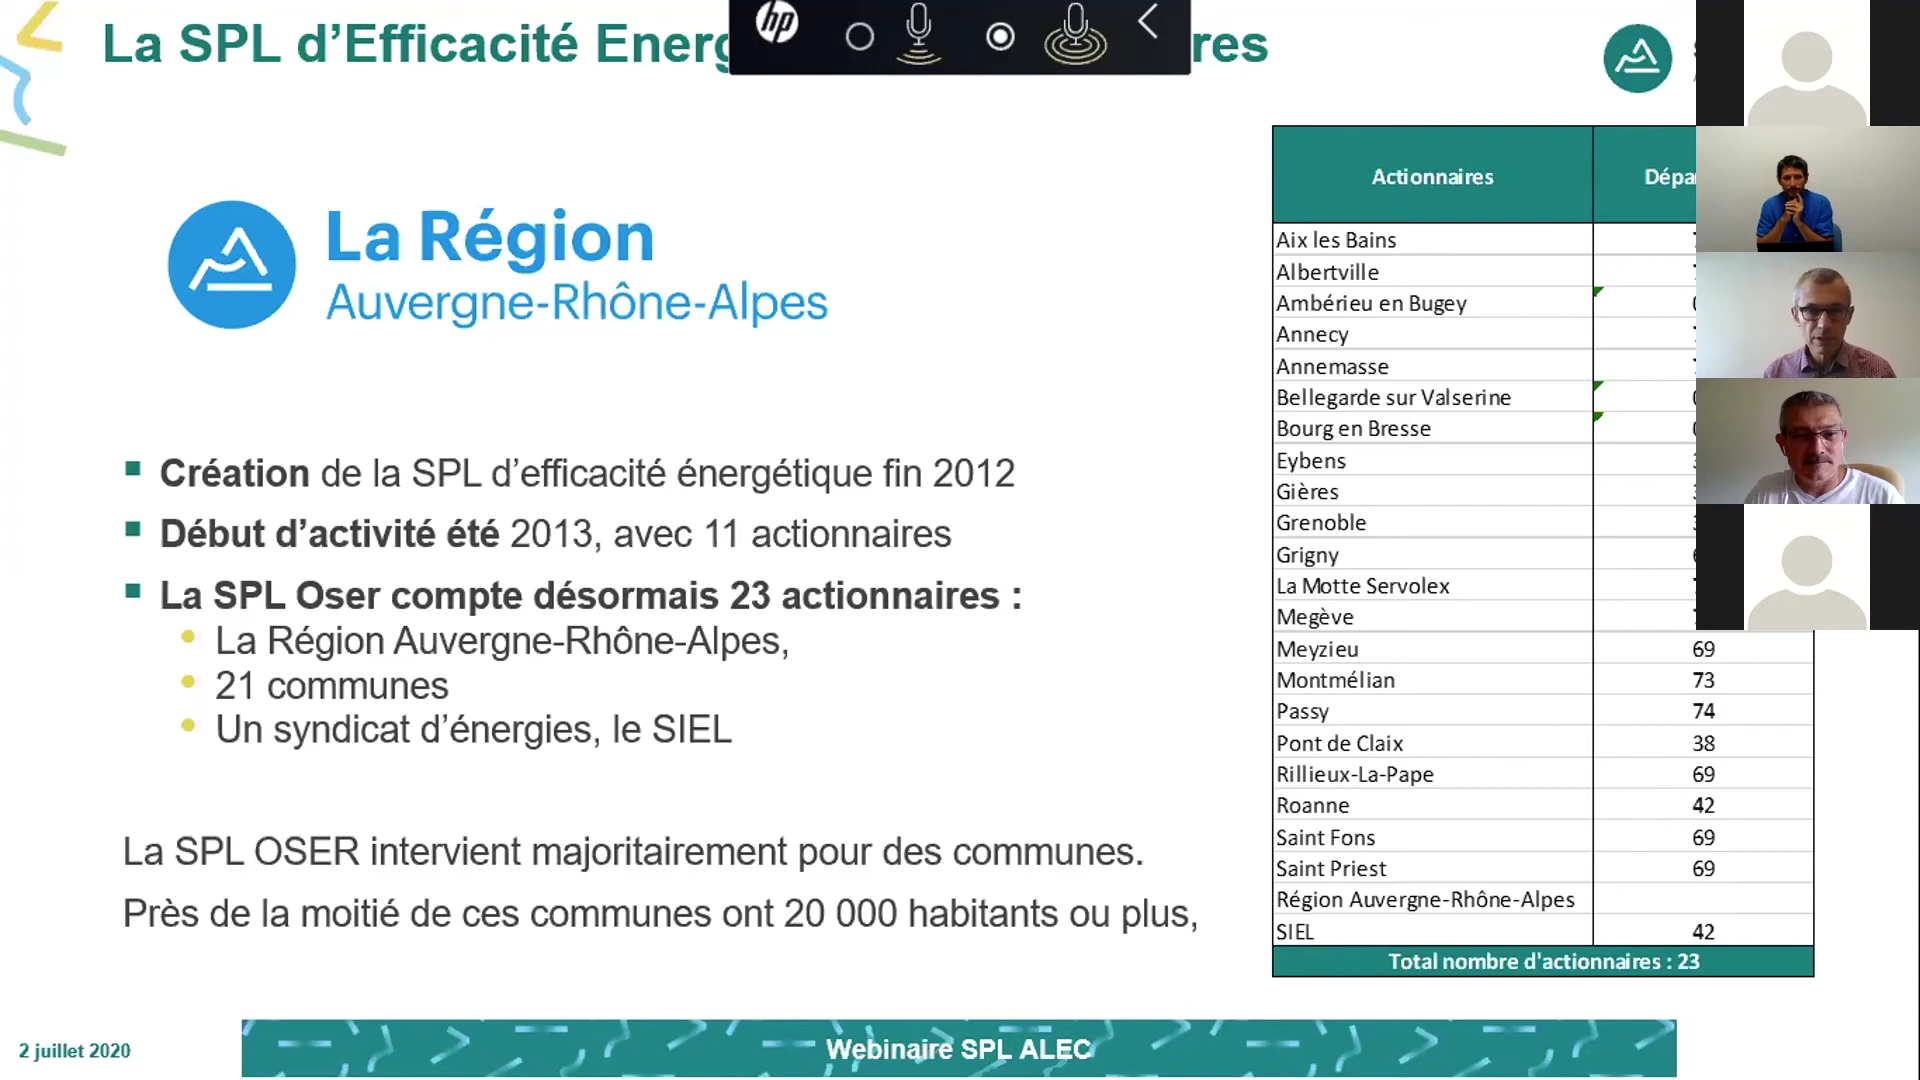 La SPL d’Efficacité Energ
res
hp
La Région
Auvergne-Rhône-Alpes
Création de la SPL d’efficacité énergétique fin 2012
Début d’activité été 2013, avec 11 actionnaires
La SPL Oser compte désormais 23 actionnaires :
La Région Auvergne-Rhône-Alpes,
21 communes
Un syndicat d’énergies, le SIEL
La SPL OSER intervient majoritairement pour des communes.
Près de la moitié de ces communes ont 20 000 habitants ou plus,
Actionnaires Dépa
Aix les Bains
Albertville
Ambérieu en Bugey
Annecy
Annemasse
Bellegarde sur Valserine
Bourg en Bresse
Eybens
Gières
Grenoble
Grigny
La Motte Servolex
Megève
Meyzieu 69
Montmélian 73
Passy 74
Pont de Claix 38
Rillieux-La-Pape 69
Roanne 42
Saint Fons 69
Saint Priest 69
Région Auvergne-Rhône-Alpes
SIEL 42
Total nombre d'actionnaires : 23
2 juillet 2020
Webinaire SPL ALEC